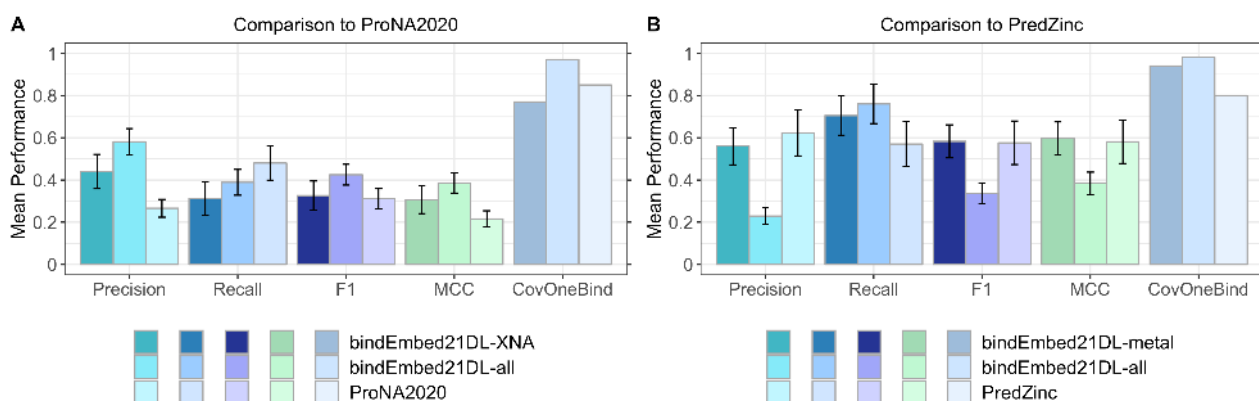 A
Comparison to ProNA2020
Mean Performance
1
0.8
0.6
0.4
0.2
0
Precision
Recall
F1
MCC
CovOneBind
bindEmbed21DL-XNA
bindEmbed21DL-all
ProNA2020
B
Comparison to PredZinc
Mean Performance
1
0.8
0.6
0.4
0.2
0
Precision
Recall
F1
MCC
CovOneBind
bindEmbed21DL-metal
bindEmbed21DL-all
PredZinc